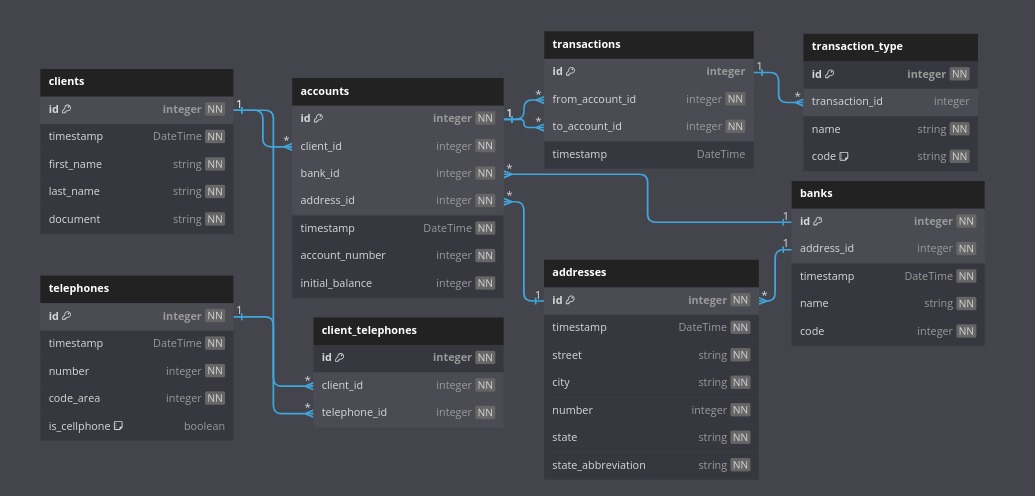 clients
id integer NN
timestamp DateTime NN
first_name string NN
last_name string NN
document string NN
telephones
id integer NN
timestamp DateTime NN
number integer NN
code_area integer NN
is_cellphone boolean
accounts
id integer NN
client_id integer NN
bank_id integer NN
address_id integer NN
timestamp DateTime NN
account_number integer NN
initial_balance integer NN
client_telephones
id integer NN
client_id integer NN
telephone_id integer NN
transactions
id integer
from_account_id integer NN
to_account_id integer NN
timestamp DateTime
addresses
id integer NN
timestamp DateTime NN
street string NN
city string NN
number integer NN
state string NN
state_abbreviation string NN
transaction_type
id integer NN
transaction_id integer
name string NN
code string NN
banks
id integer NN
address_id integer NN
timestamp DateTime NN
name string NN
code integer NN
1
*
1
*
*
1
*
*
1
*
1
*
1
*
1
*